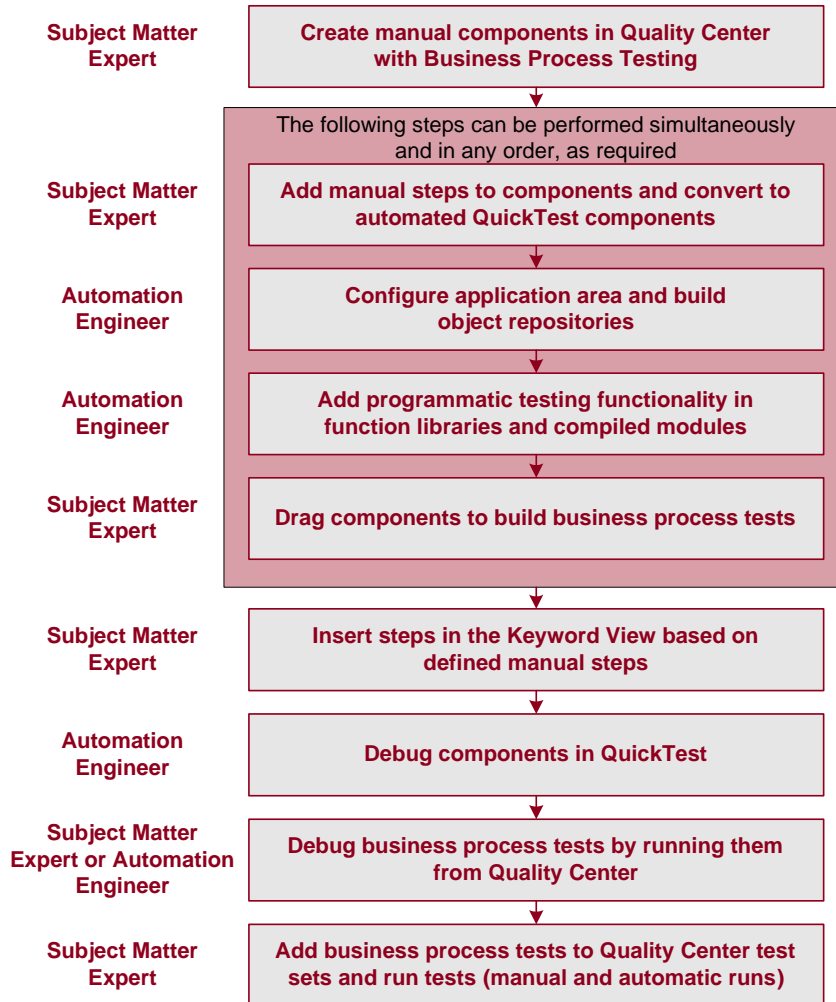 Subject Matter
Expert
Create manual components in Quality Center
with Business Process Testing
The following steps can be performed simultaneously
and in any order, as required
Subject Matter
Expert
Add manual steps to components and convert to
automated QuickTest components
Automation
Engineer
Configure application area and build
object repositories
Automation
Engineer
Add programmatic testing functionality in
function libraries and compiled modules
Subject Matter
Expert
Drag components to build business process tests
Subject Matter
Expert
Insert steps in the Keyword View based on
defined manual steps
Automation
Engineer
Debug components in QuickTest
Subject Matter
Expert or Automation
Engineer
Debug business process tests by running them
from Quality Center
Subject Matter
Expert
Add business process tests to Quality Center test
sets and run tests (manual and automatic runs)